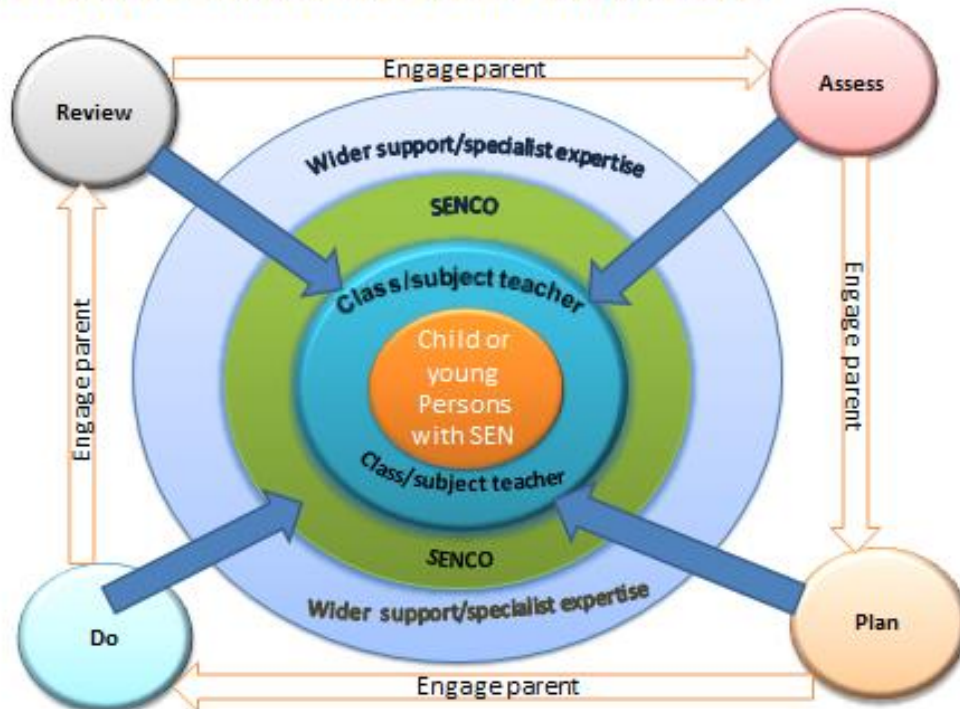 Engage parent
Review
Assess
Wider support/specialist expertise
SENCO
Class/subject teacher
Child or
young
Persons
with SEN
Class/subject teacher
SENCO
Wider support/specialist expertise
Engage parent
Engage parent
Do
Plan
Engage parent